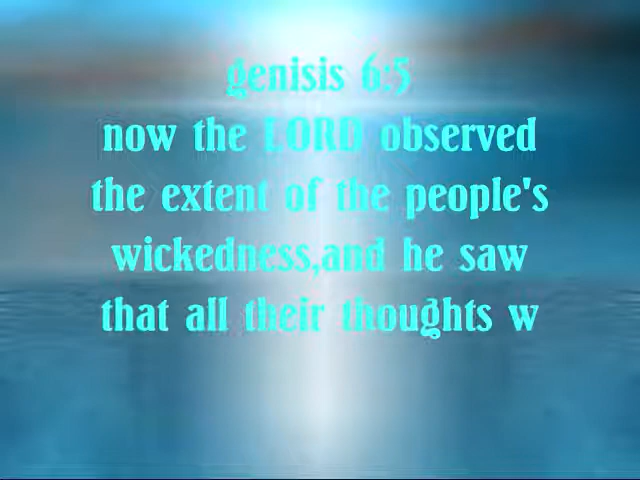 genisis 6:5
now the LORD observed
the extent of the people's
wickedness,and he saw
that all their thoughts w